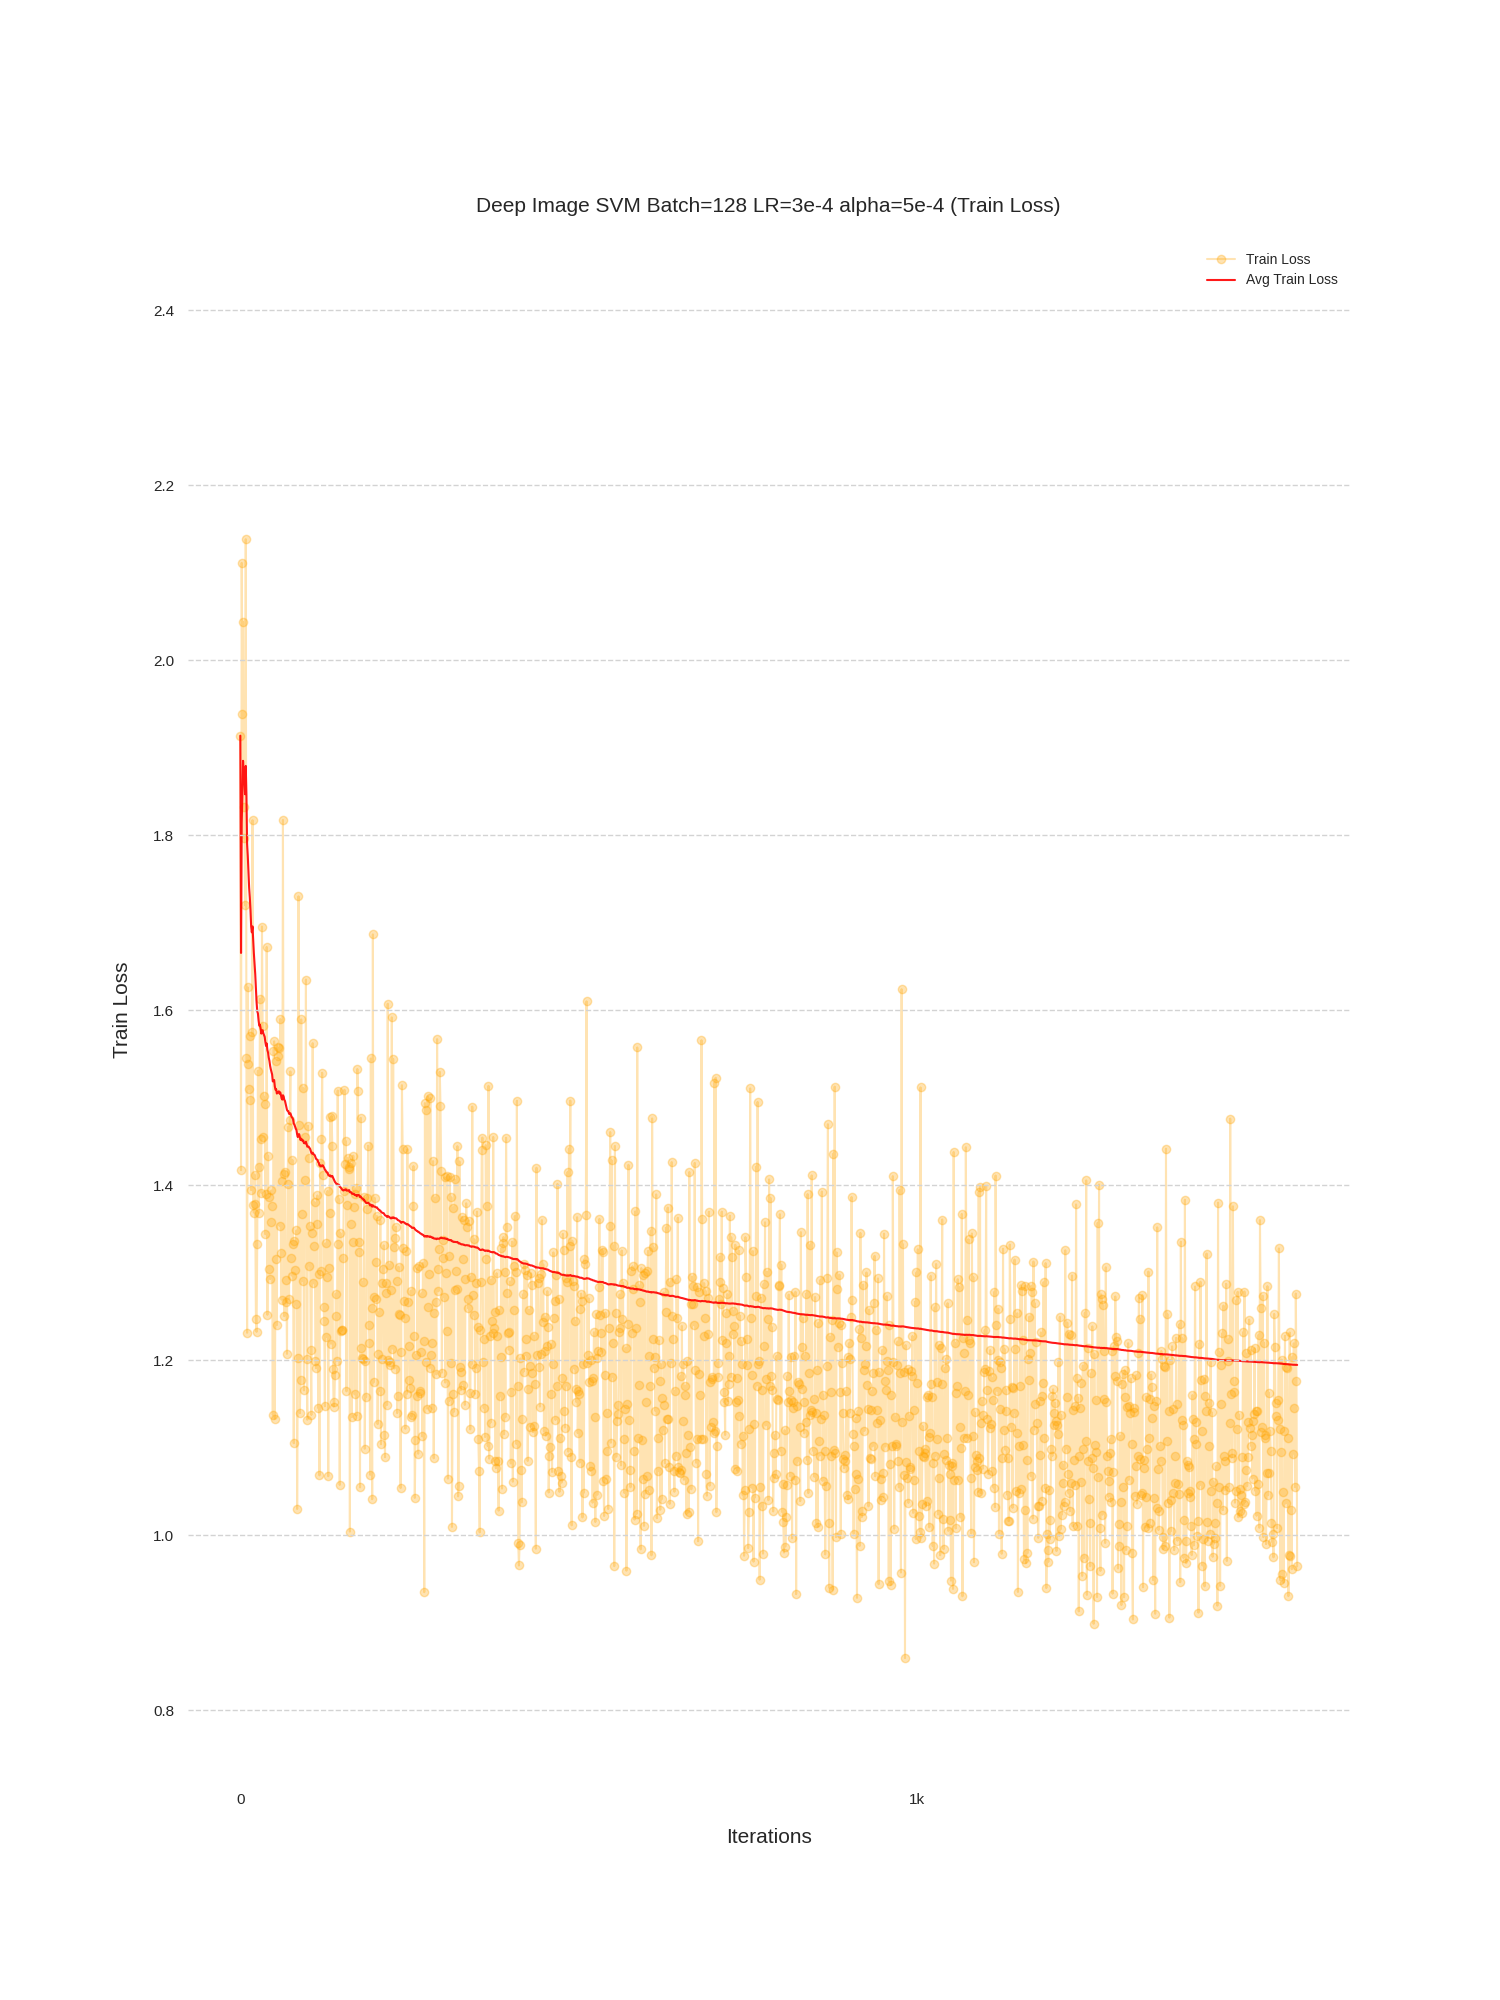 Deep Image SVM Batch=128 LR=3e-4 alpha=5e-4 (Train Loss)
Train Loss
Avg Train Loss
2.4
2.2
2.0
1.8
1.6
1.4
1.2
1.0
0.8
Train Loss
0
1k
Iterations